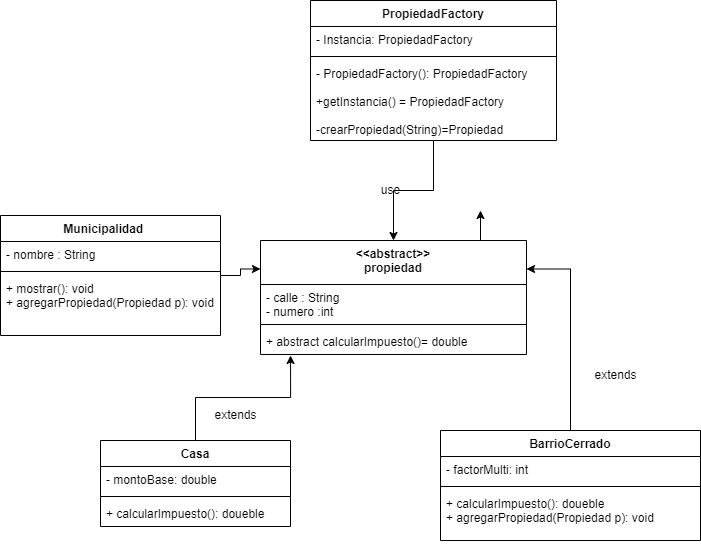 PropiedadFactory
- Instancia: PropiedadFactory
- PropiedadFactory(): PropiedadFactory
+getInstancia() = PropiedadFactory
-crearPropiedad(String)=Propiedad
use
Municipalidad
- nombre : String
+ mostrar(): void
+ agregarPropiedad(Propiedad p): void
<<abstract>>
propiedad
- calle : String
- numero :int
+ abstract calcularImpuesto()= double
extends
extends
Casa
- montoBase: double
+ calcularImpuesto(): doueble
BarrioCerrado
- factorMulti: int
+ calcularImpuesto(): doueble
+ agregarPropiedad(Propiedad p): void